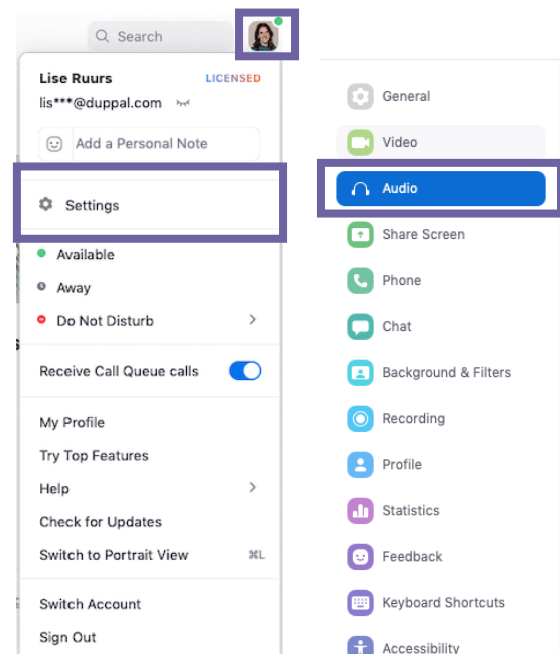 Search
Lise Ruurs LICENSED
lis***@duppal.com
Add a Personal Note
Settings
Available
Away
Do Not Disturb
Receive Call Queue calls
My Profile
Try Top Features
Help
Check for Updates
Switch to Portrait View ⌘L
Switch Account
Sign Out
General
Video
Audio
Share Screen
Phone
Chat
Background & Filters
Recording
Profile
Statistics
Feedback
Keyboard Shortcuts
Accessibility